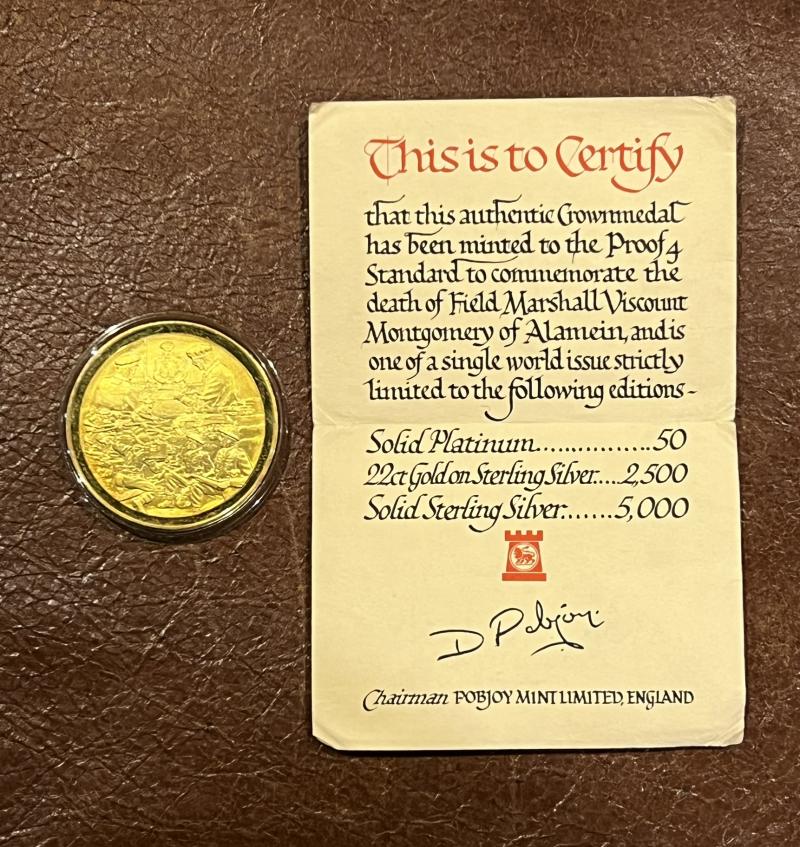 This is to Certify
that this authentic Crownmedal
has been minted to the Proof 4
Standard to commemorate the
death of Field Marshall Viscount
Montgomery of Alamein, and is
one of a single world issue strictly
limited to the following editions-
Solid Platinum................50
22ct Gold on Sterling Silver....2,500
Solid Sterling Silver.......5,000
D Pobjoy.
Chairman POBJOY MINT LIMITED, ENGLAND